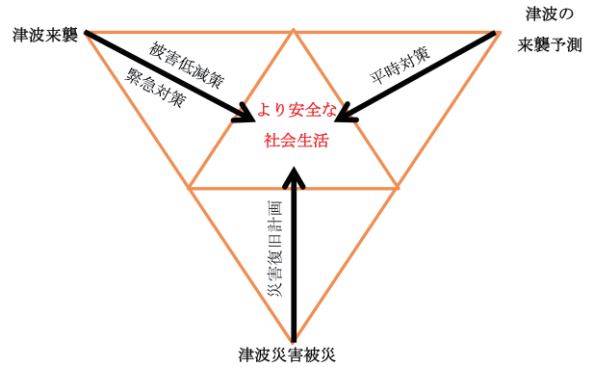 津波来襲
津波の
来襲予測
被害低減策
緊急対策
平時対策
より安全な
社会生活
災害復旧計画
津波災害被災